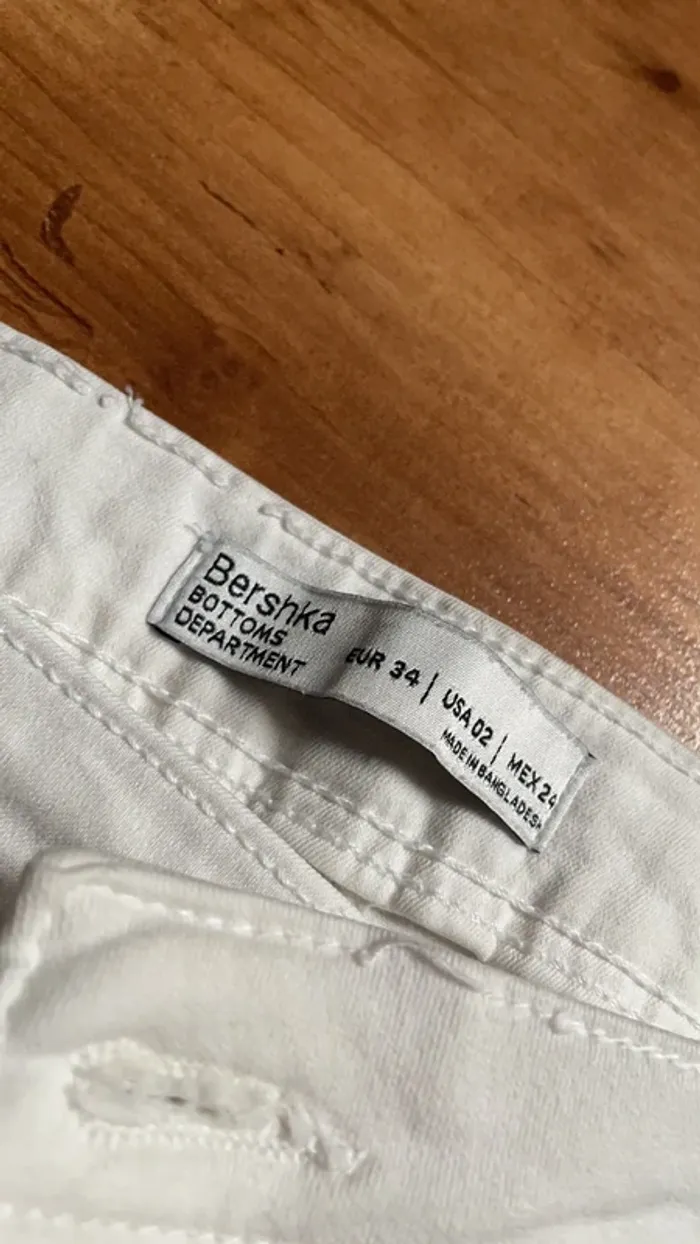 Bershka
BOTTOMS
DEPARTMENT
EUR 34 | USA 02 | MEX 24
MADE IN BANGLADESH